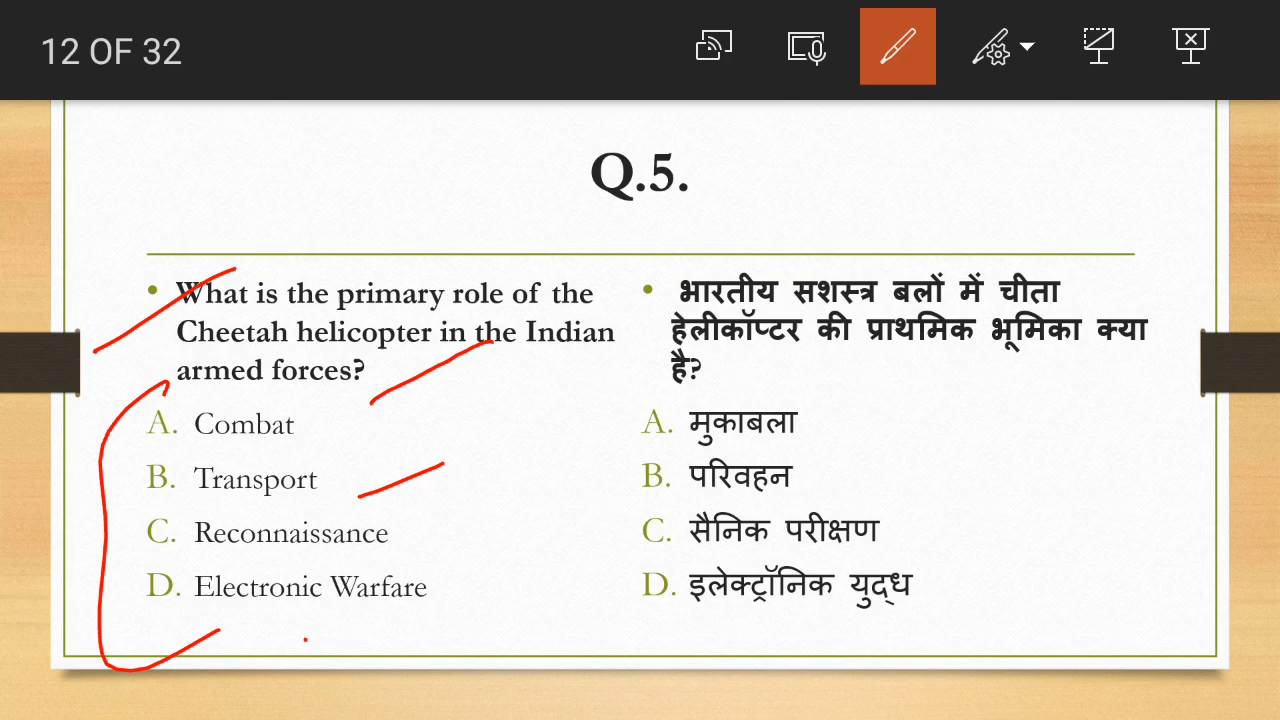 12 OF 32
Q.5.
• What is the primary role of the
Cheetah helicopter in the Indian
armed forces?
A. Combat
B. Transport
C. Reconnaissance
D. Electronic Warfare
• भारतीय सशस्त्र बलों में चीता
हेलीकॉप्टर की प्राथमिक भूमिका क्या
है?
A. मुकाबला
B. परिवहन
C. सैनिक परीक्षण
D. इलेक्ट्रॉनिक युद्ध